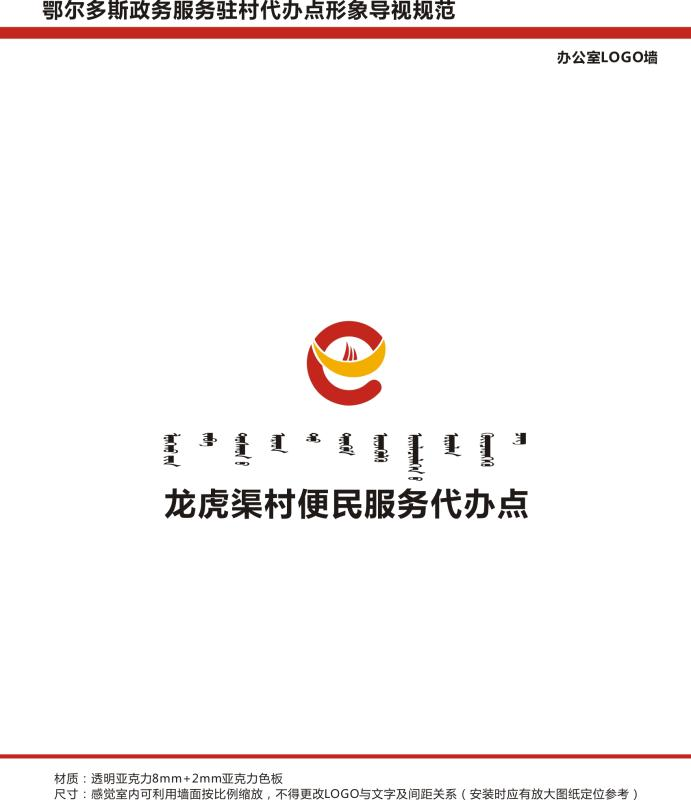 鄂尔多斯政务服务驻村代办点形象导视规范
办公室LOGO墙
龙虎渠村便民服务代办点
材质：透明亚克力8mm+2mm亚克力色板
尺寸：感觉室内可利用墙面按比例缩放，不得更改LOGO与文字及间距关系（安装时应有放大图纸定位参考）